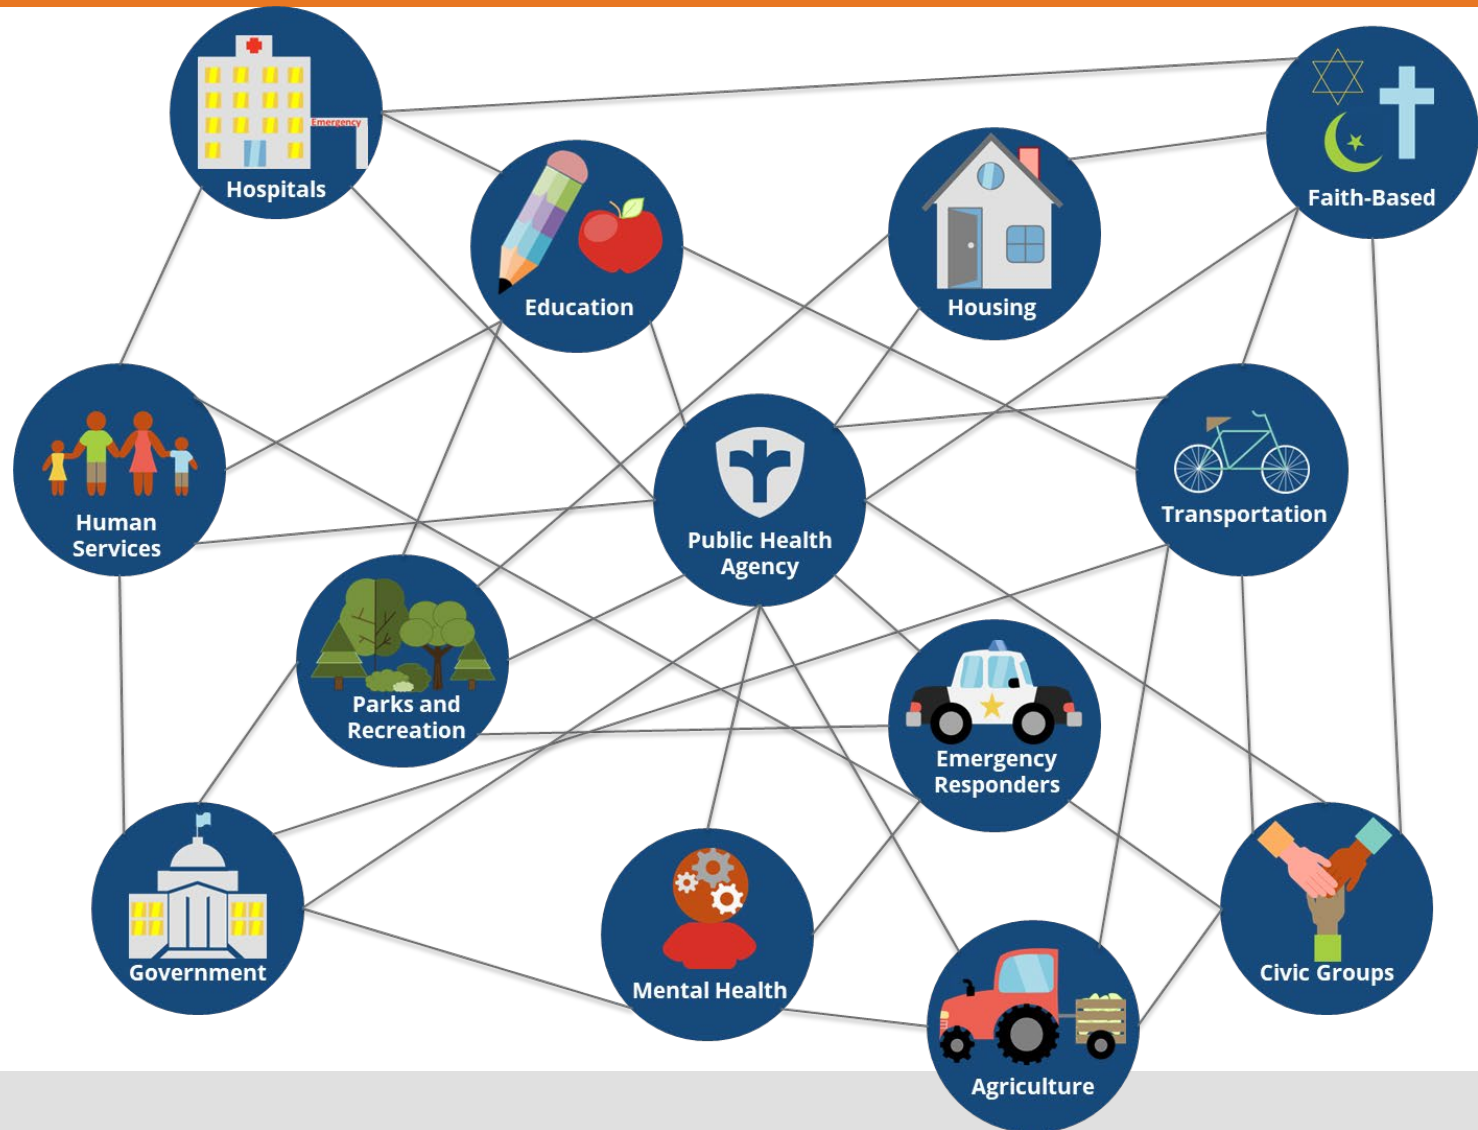 Emergency
Hospitals
Faith-Based
Education
Housing
Human
Services
Public Health
Agency
Transportation
Parks and
Recreation
Emergency
Responders
Government
Mental Health
Civic Groups
Agriculture